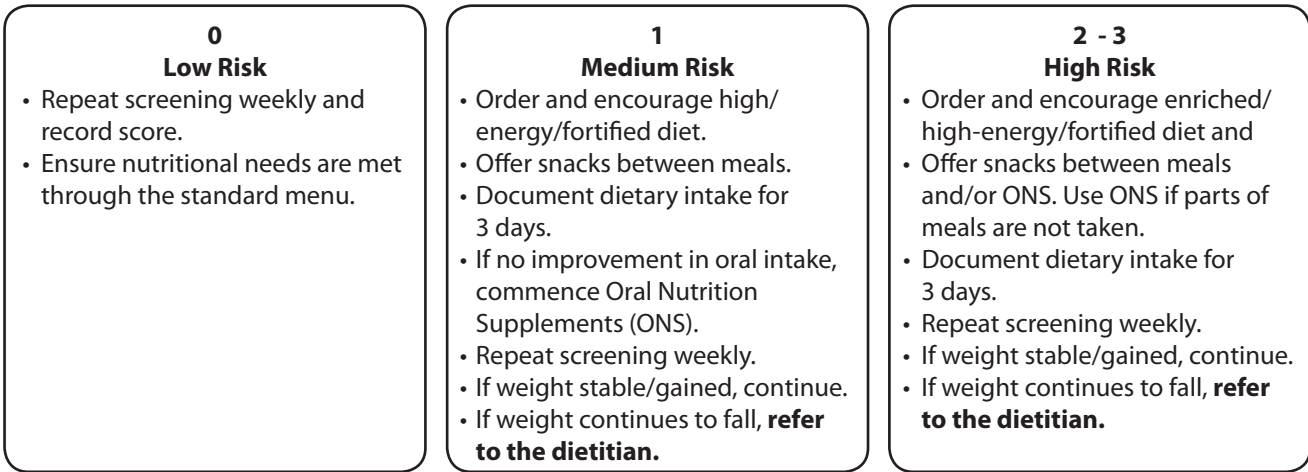 0
Low Risk
• Repeat screening weekly and
record score.
• Ensure nutritional needs are met
through the standard menu.
1
Medium Risk
• Order and encourage high/
energy/fortified diet.
• Offer snacks between meals.
• Document dietary intake for
3 days.
• If no improvement in oral intake,
commence Oral Nutrition
Supplements (ONS).
• Repeat screening weekly.
• If weight stable/gained, continue.
• If weight continues to fall, refer
to the dietitian.
2 - 3
High Risk
• Order and encourage enriched/
high-energy/fortified diet and
• Offer snacks between meals
and/or ONS. Use ONS if parts of
meals are not taken.
• Document dietary intake for
3 days.
• Repeat screening weekly.
• If weight stable/gained, continue.
• If weight continues to fall, refer
to the dietitian.